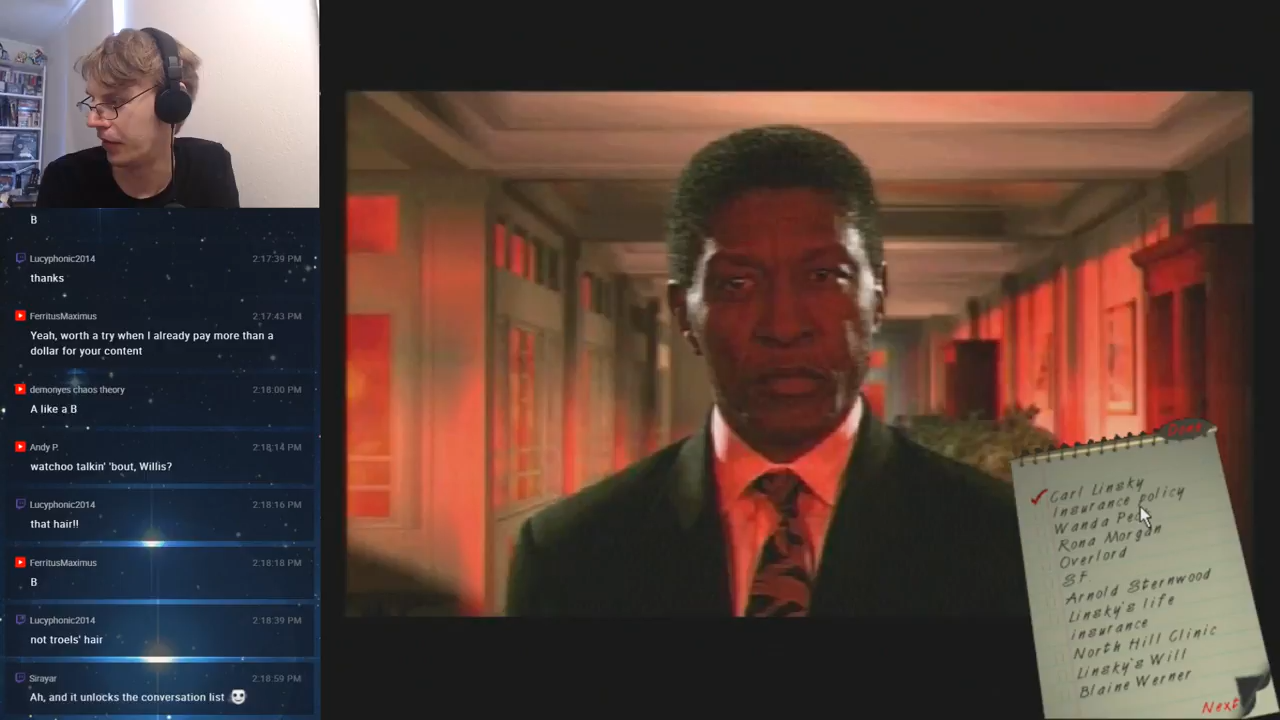 B
Lucyphonic2014 2:17:39 PM
thanks
FerritusMaximus 2:17:43 PM
Yeah, worth a try when I already pay more than a
dollar for your content
demonyes chaos theory 2:18:00 PM
A like a B
Andy P. 2:18:14 PM
watchoo talkin' 'bout, Willis?
Lucyphonic2014 2:18:16 PM
that hair!!
FerritusMaximus 2:18:18 PM
B
Lucyphonic2014 2:18:39 PM
not troels' hair
Sirayar 2:18:59 PM
Ah, and it unlocks the conversation list
Done
Carl Linsky
Insurance policy
Wanda
Rona Morgan
Overlord
SF
Arnold Sternwood
Linsky's life
insurance
North Hill Clinic
Linsky's Will
Blaine Werner
Next